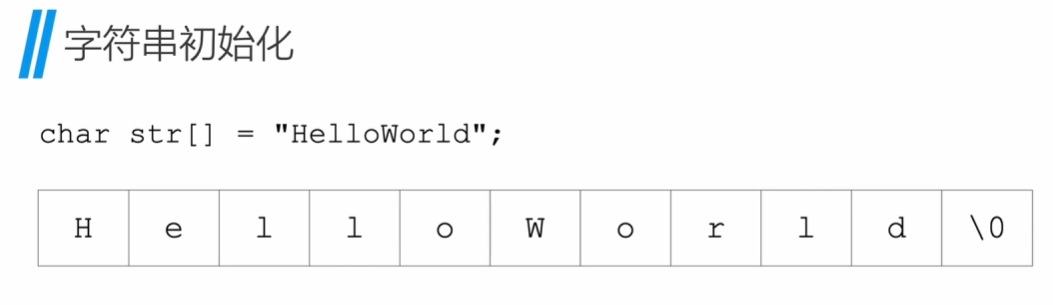 字符串初始化
char str[] = "HelloWorld";
H e l l o W o r l d \0